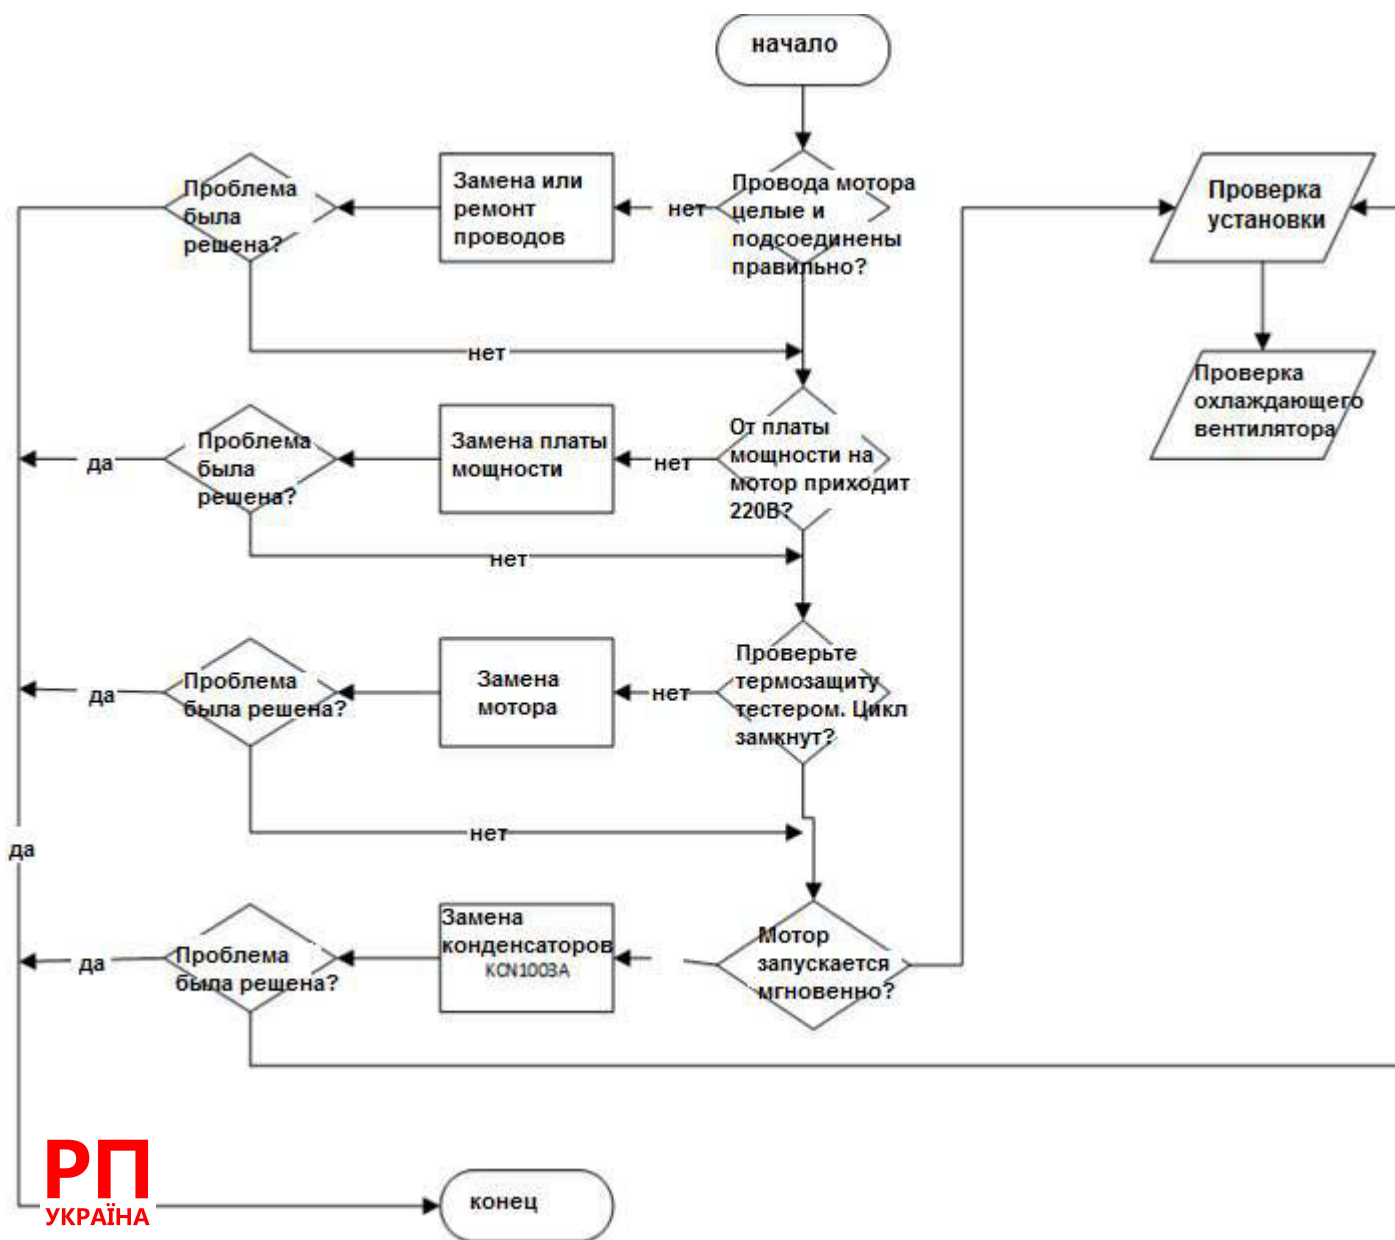 начало
Проблема
была
решена?
Замена или
ремонт
проводов
нет
Провода мотора
целые и
подсоединены
правильно?
Проверка
установки
нет
Проверка
охлаждающего
вентилятора
да
Проблема
была
решена?
Замена платы
мощности
нет
От платы
мощности на
мотор приходит
220В?
нет
да
Проблема
была решена?
Замена
мотора
нет
Проверьте
термозащиту
тестером. Цикл
замкнут?
нет
да
да
Проблема
была решена?
Замена
конденсаторов
KCN1003A
Мотор
запускается
мгновенно?
РП
УКРАЇНА
конец